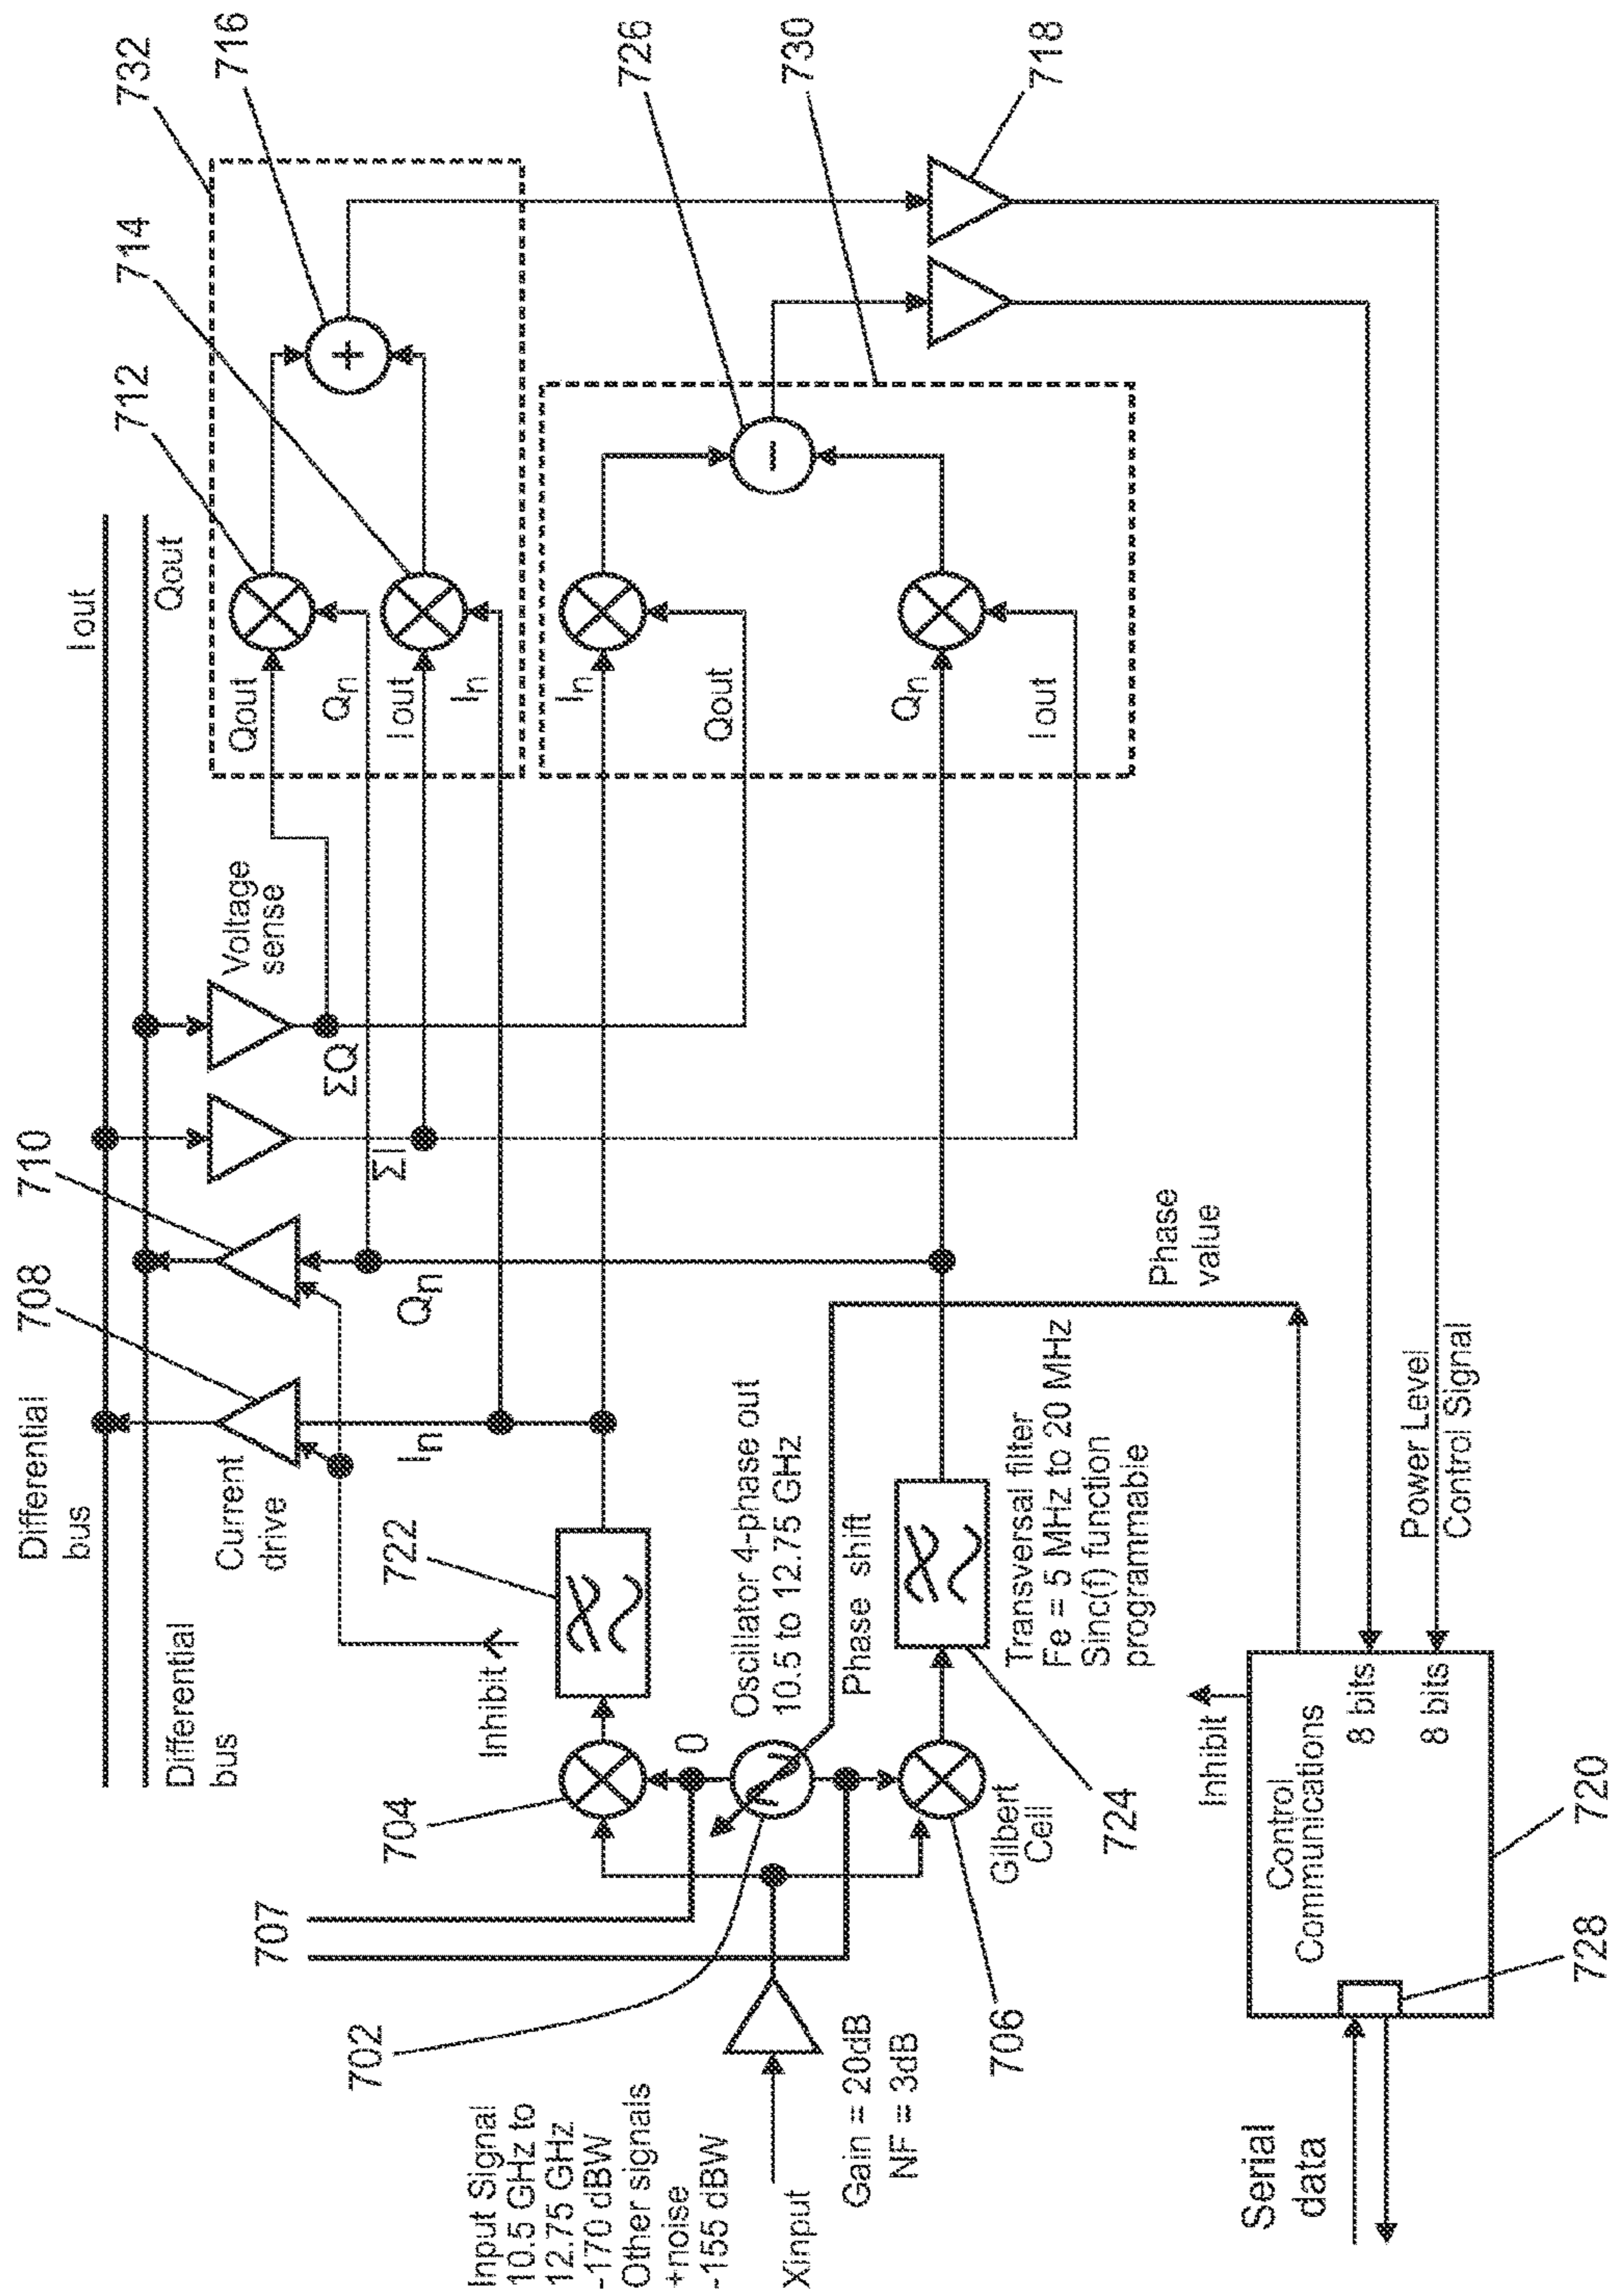 Differential
bus
708
710
I out
Qout
732
716
Differential
bus
Current
drive
Voltage
sense
712
714
Inhibit
722
In
Qn
ΣI
ΣQ
Qout
Qn
I out
In
726
730
707
704
0
702
Input Signal
10.5 GHz to
12.75 GHz
-170 dBW
Other signals
+noise
-155 dBW
Xinput
Gain = 20dB
NF = 3dB
Oscillator 4-phase out
10.5 to 12.75 GHz
Phase shift
In
Qout
Qn
I out
+
−
718
706
Gilbert
Cell
724
Transversal filter
Fe = 5 MHz to 20 MHz
Sinc(f) function
programmable
Phase
value
Serial
data
Control
Communications
Inhibit
8 bits
8 bits
Power Level
Control Signal
728
720